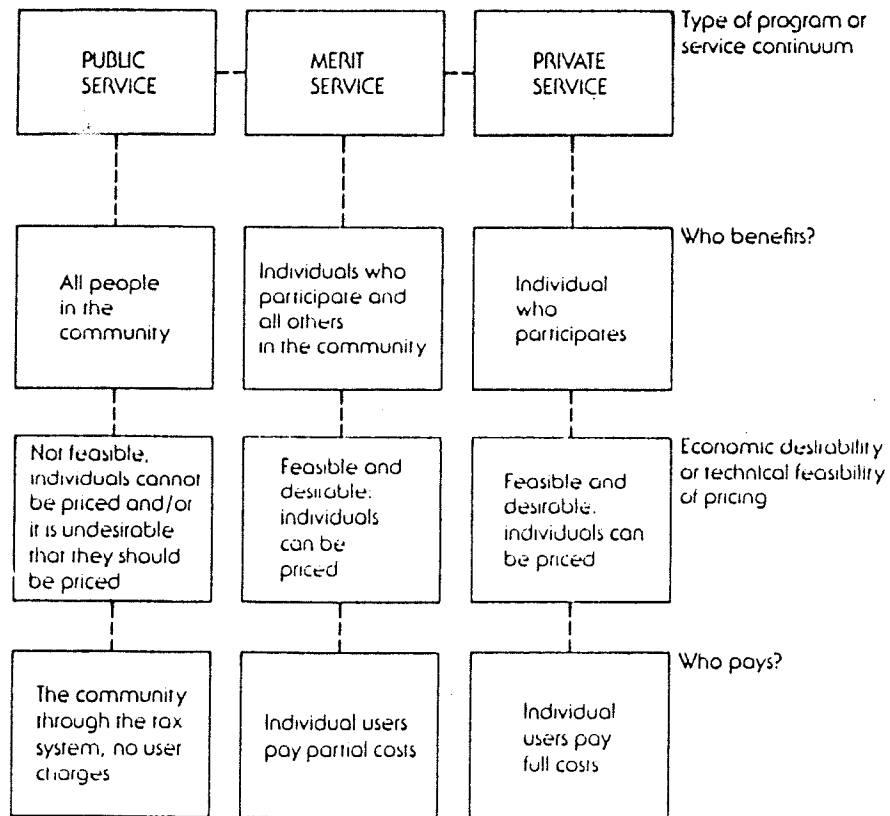 PUBLIC
SERVICE
MERIT
SERVICE
PRIVATE
SERVICE
Type of program or
service continuum
All people
in the
community
Individuals who
participate and
all others
in the community
Individual
who
participates
Who benefits?
Not feasible,
individuals cannot
be priced and/or
it is undesirable
that they should
be priced
Feasible and
desirable:
individuals
can be
priced
Feasible and
desirable:
individuals can
be priced
Economic desirability
or technical feasibility
of pricing
The community
through the tax
system, no user
charges
Individual users
pay partial costs
Individual
users pay
full costs
Who pays?